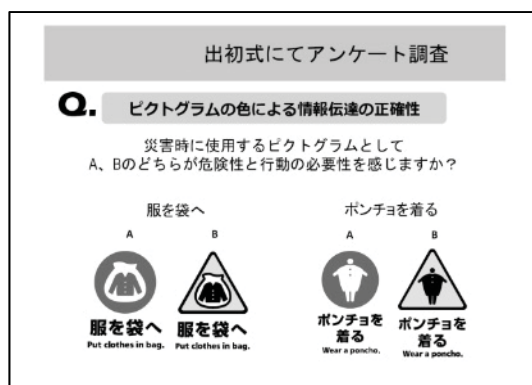 出初式にてアンケート調査
Q.
ピクトグラムの色による情報伝達の正確性
災害時に使用するピクトグラムとして
A、Bのどちらが危険性と行動の必要性を感じますか？
服を袋へ
A
B
服を袋へ
Put clothes in bag.
服を袋へ
Put clothes in bag.
ポンチョを着る
A
B
ポンチョを
着る
Wear a poncho.
ポンチョを
着る
Wear a poncho.